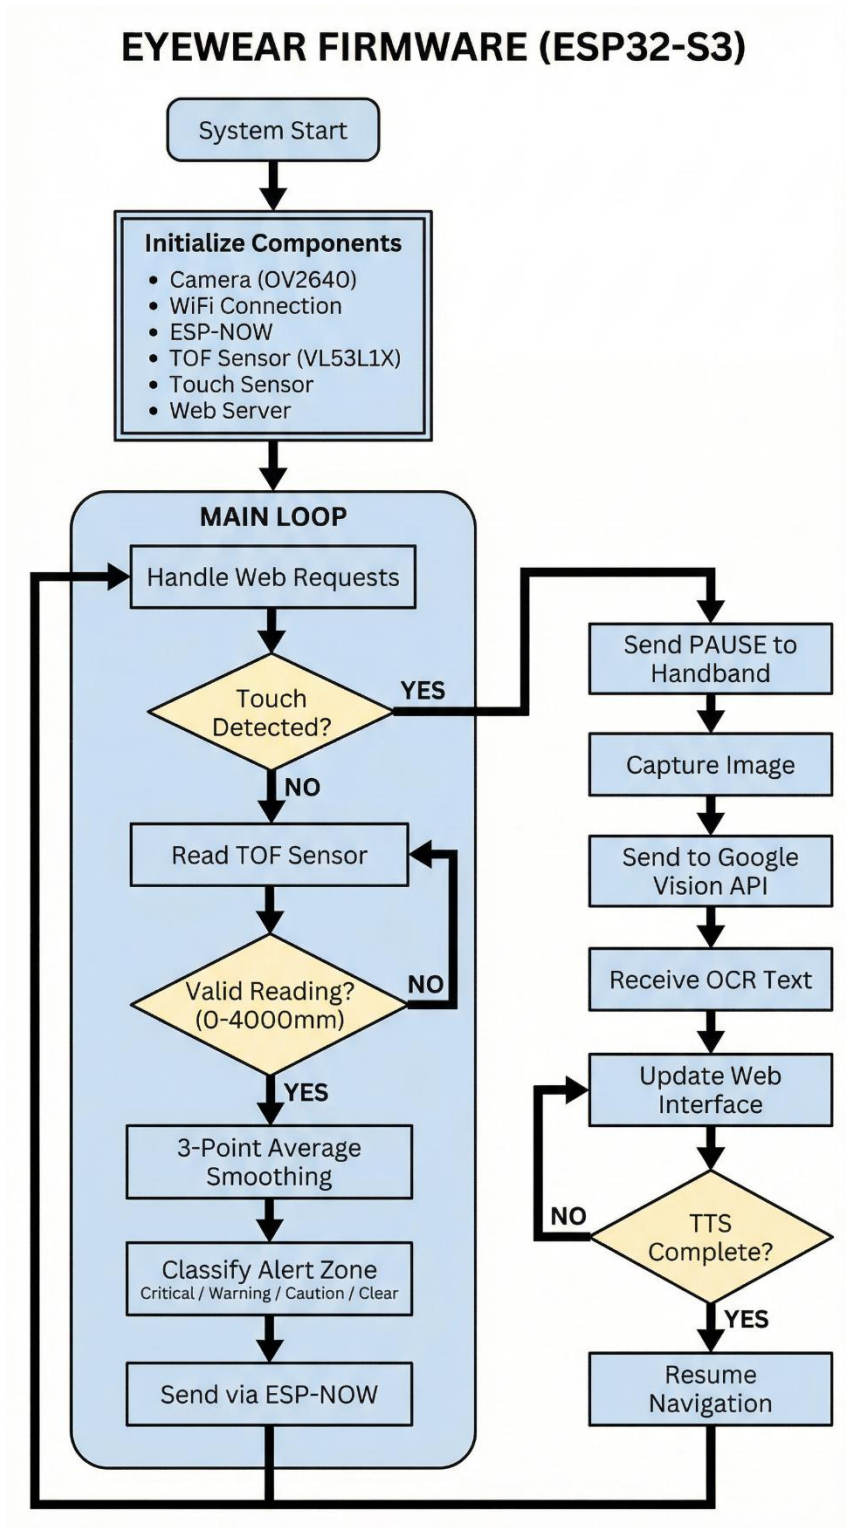 EYEWEAR FIRMWARE (ESP32-S3)
System Start
Initialize Components
• Camera (OV2640)
• WiFi Connection
• ESP-NOW
• TOF Sensor (VL53L1X)
• Touch Sensor
• Web Server
MAIN LOOP
Handle Web Requests
Touch
Detected?
YES
NO
Read TOF Sensor
Valid Reading?
(0-4000mm)
NO
YES
3-Point Average
Smoothing
Classify Alert Zone
Critical / Warning / Caution / Clear
Send via ESP-NOW
Send PAUSE to
Handband
Capture Image
Send to Google
Vision API
Receive OCR Text
Update Web
Interface
TTS
Complete?
NO
YES
Resume
Navigation